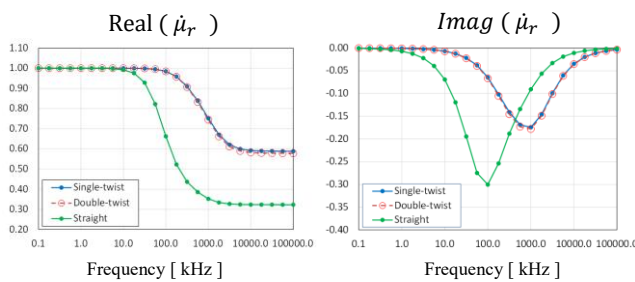 Real ( μ̇r )
1.10
1.00
0.90
0.80
0.70
0.60
0.50
0.40
0.30
0.20
Single-twist
Double-twist
Straight
0.1 1.0 10.0 100.0 1000.0 10000.0 100000.0
Frequency [ kHz ]
Imag ( μ̇r )
0.00
-0.05
-0.10
-0.15
-0.20
-0.25
-0.30
-0.35
-0.40
Single-twist
Double-twist
Straight
0.1 1.0 10.0 100.0 1000.0 10000.0 100000.0
Frequency [ kHz ]